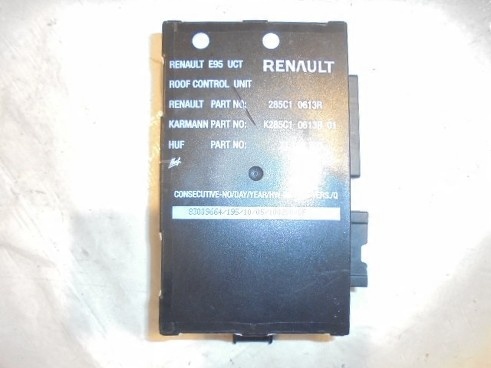 RENAULT E95 UCT RENAULT
ROOF CONTROL UNIT
RENAULT PART NO: 285C1 0613R
KARMANN PART NO: K285C1 0613R 01
HUF PART NO:
CONSECUTIVE-NO/DAY/YEAR/HW